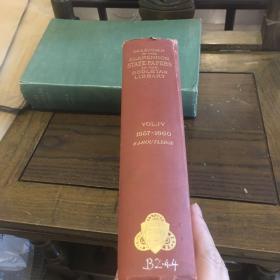 CALENDAR
OF THE
CLARENDON
STATE PAPERS
IN THE
BODLEIAN
LIBRARY
VOL. IV
1657-1660
ROUTLEDGE
B2·44